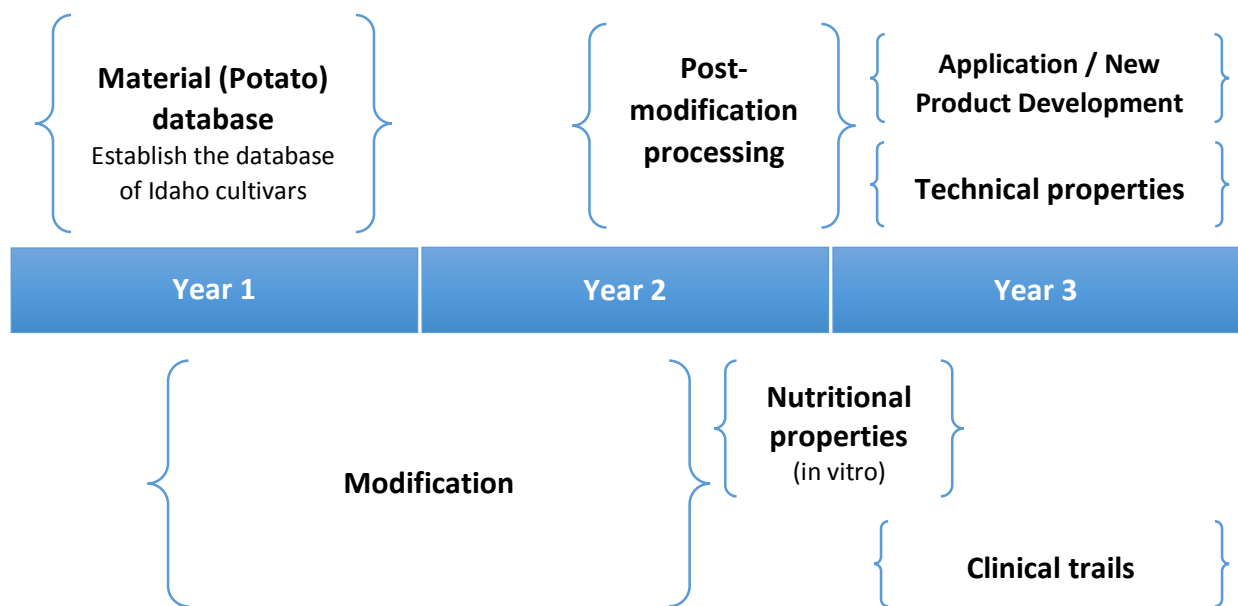 Material (Potato)
database
Establish the database
of Idaho cultivars
Post-
modification
processing
Application / New
Product Development
Technical properties
Year 1
Year 2
Year 3
Modification
Nutritional
properties
(in vitro)
Clinical trails